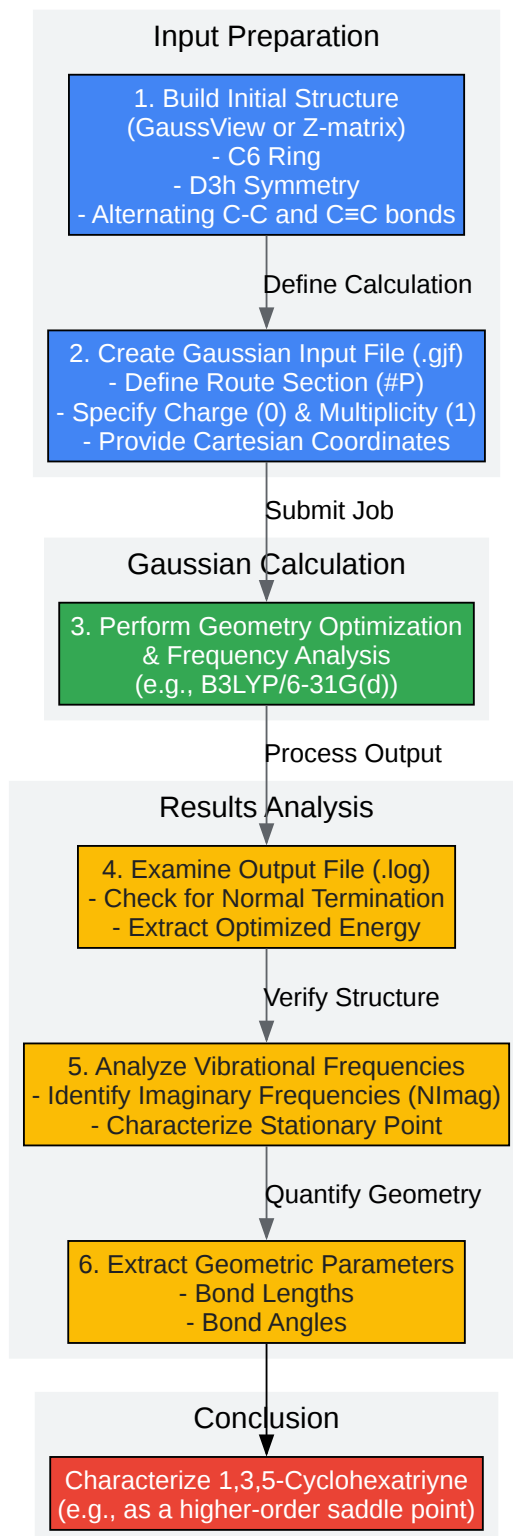 Input Preparation
1. Build Initial Structure
(GaussView or Z-matrix)
- C6 Ring
- D3h Symmetry
- Alternating C-C and C≡C bonds
Define Calculation
2. Create Gaussian Input File (.gjf)
- Define Route Section (#P)
- Specify Charge (0) & Multiplicity (1)
- Provide Cartesian Coordinates
Submit Job
Gaussian Calculation
3. Perform Geometry Optimization
& Frequency Analysis
(e.g., B3LYP/6-31G(d))
Process Output
Results Analysis
4. Examine Output File (.log)
- Check for Normal Termination
- Extract Optimized Energy
Verify Structure
5. Analyze Vibrational Frequencies
- Identify Imaginary Frequencies (NImag)
- Characterize Stationary Point
Quantify Geometry
6. Extract Geometric Parameters
- Bond Lengths
- Bond Angles
Conclusion
Characterize 1,3,5-Cyclohexatriyne
(e.g., as a higher-order saddle point)